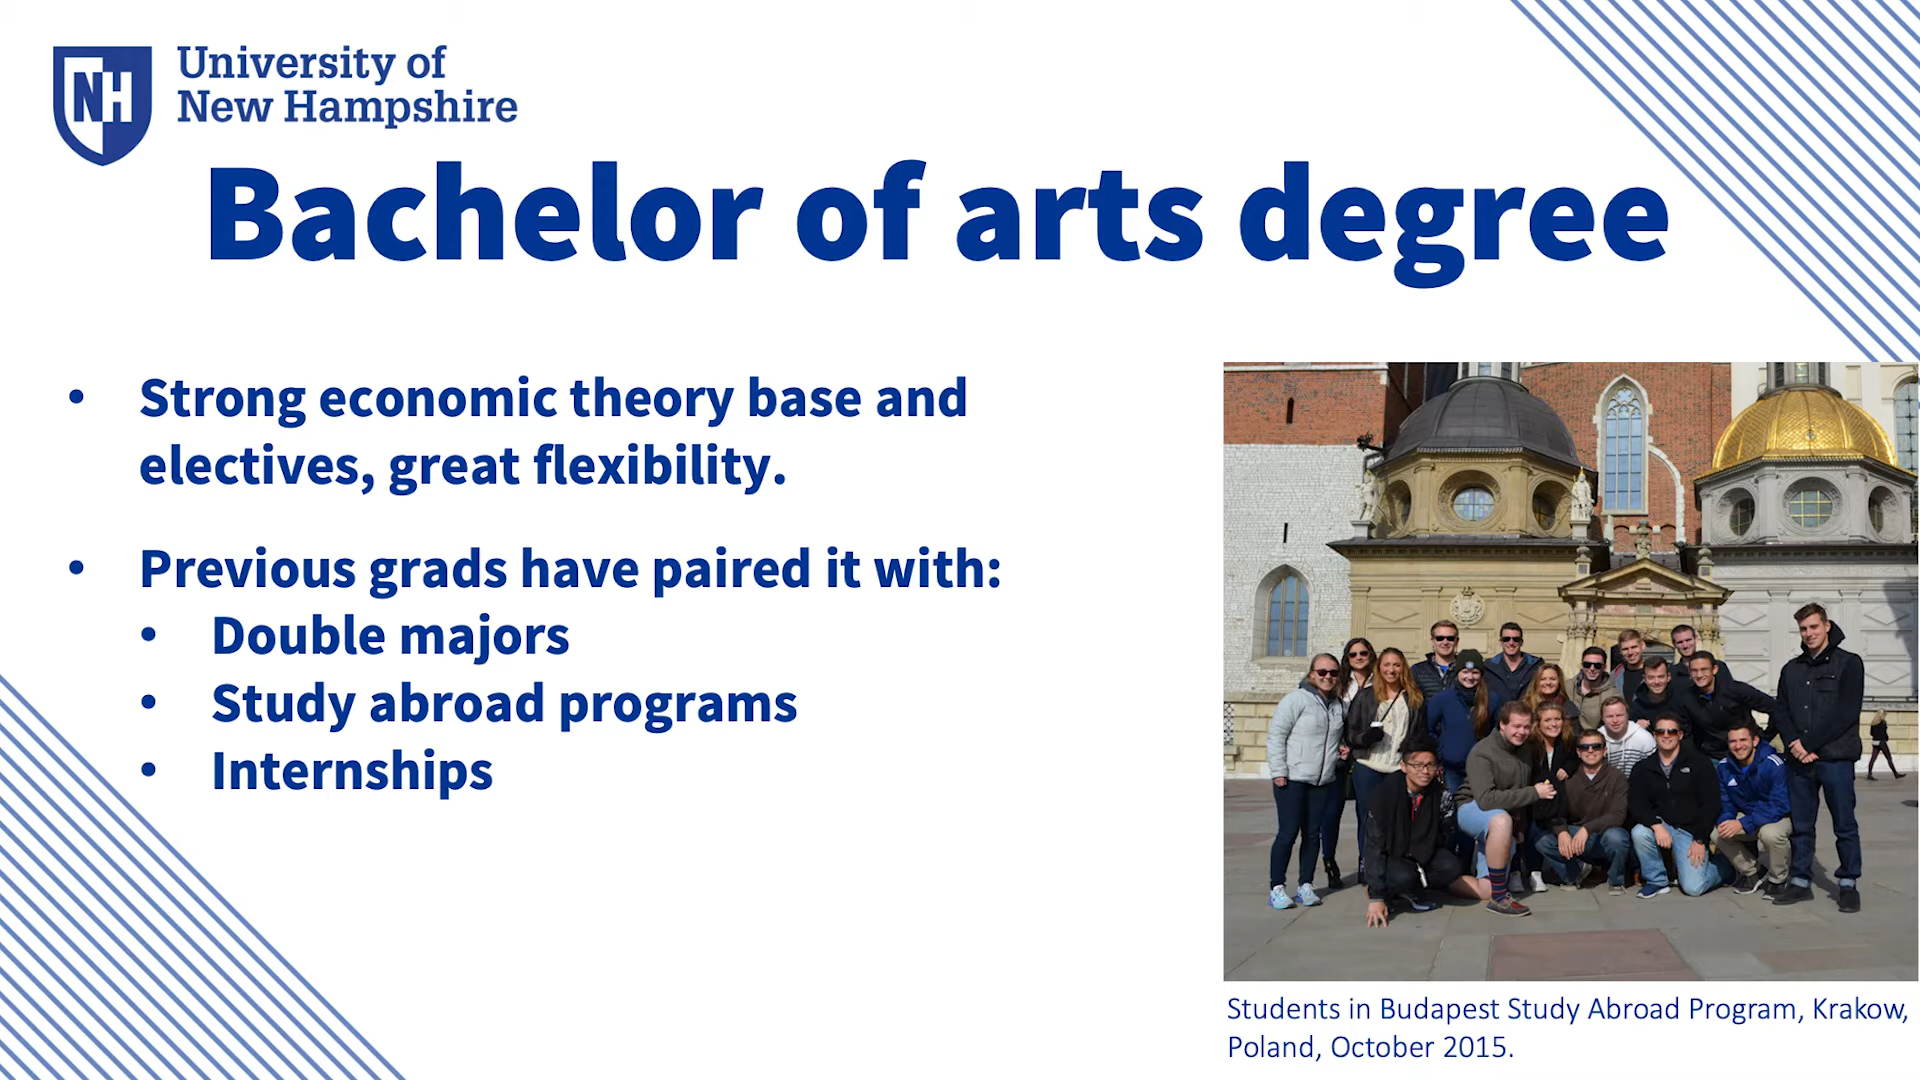 NH
University of
New Hampshire
Bachelor of arts degree
• Strong economic theory base and
electives, great flexibility.
• Previous grads have paired it with:
• Double majors
• Study abroad programs
• Internships
Students in Budapest Study Abroad Program, Krakow,
Poland, October 2015.